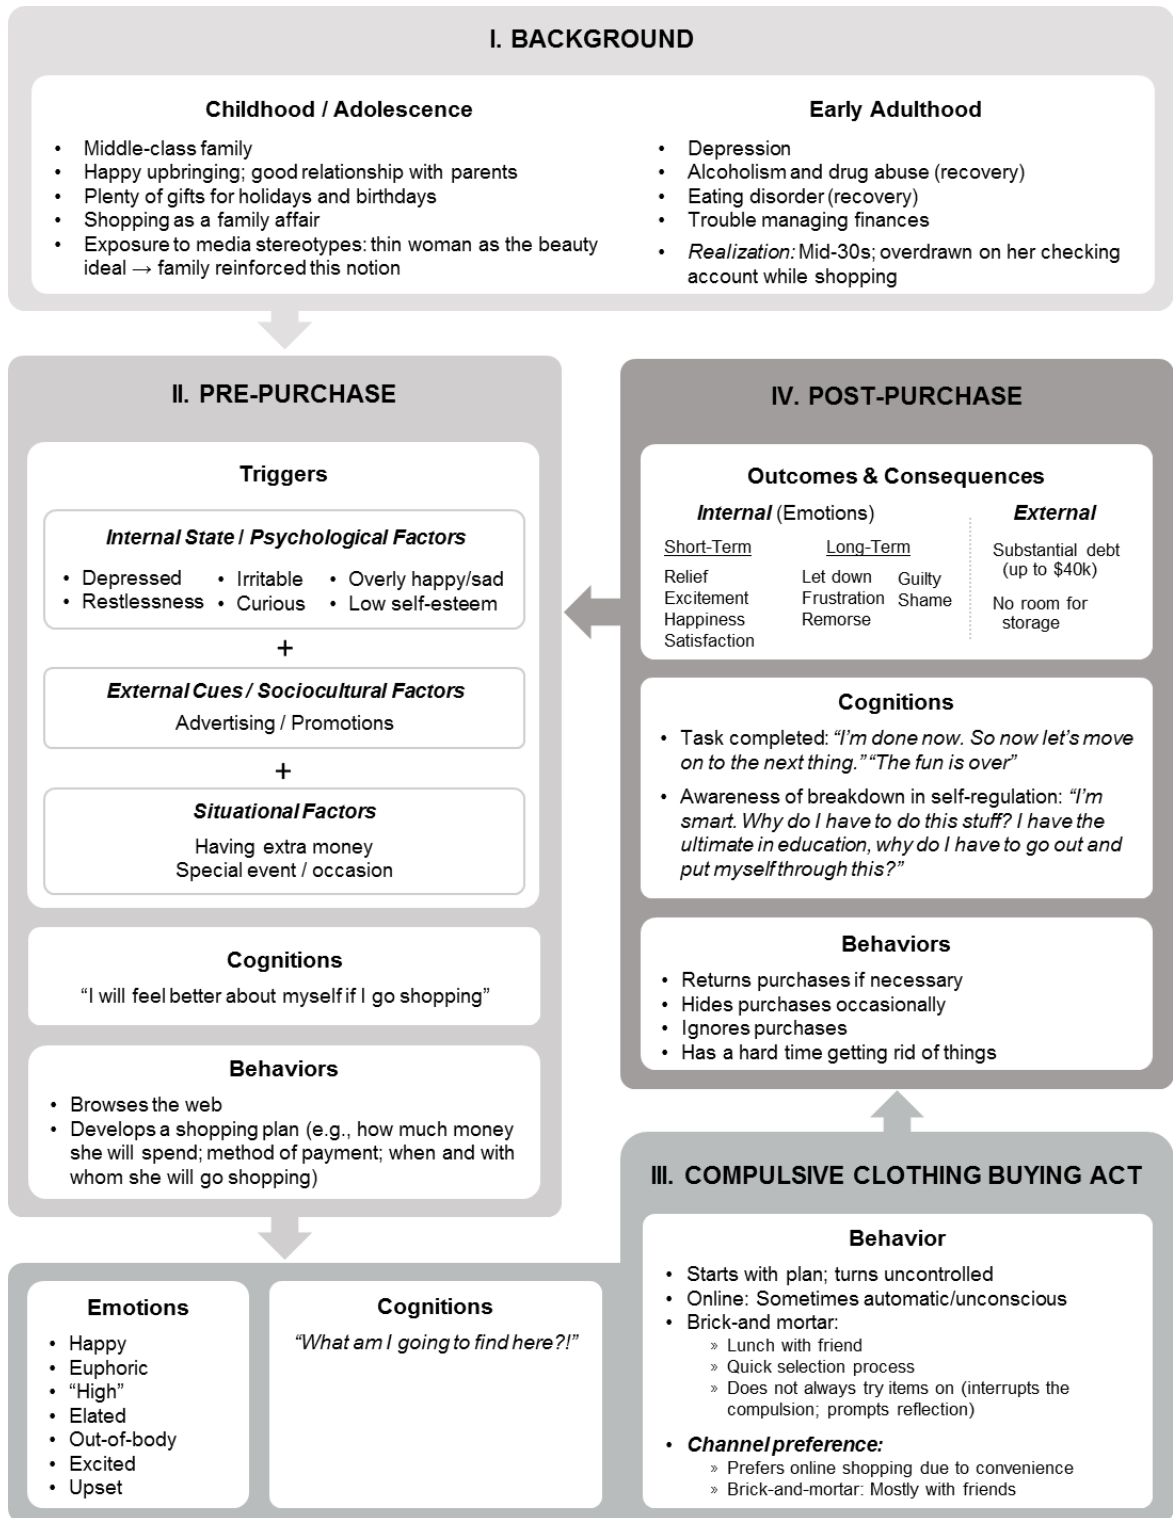 I. BACKGROUND
Childhood / Adolescence
• Middle-class family
• Happy upbringing; good relationship with parents
• Plenty of gifts for holidays and birthdays
• Shopping as a family affair
• Exposure to media stereotypes: thin woman as the beauty
ideal → family reinforced this notion
Early Adulthood
• Depression
• Alcoholism and drug abuse (recovery)
• Eating disorder (recovery)
• Trouble managing finances
• Realization: Mid-30s; overdrawn on her checking
account while shopping
II. PRE-PURCHASE
Triggers
Internal State / Psychological Factors
• Depressed • Irritable • Overly happy/sad
• Restlessness • Curious • Low self-esteem
+
External Cues / Sociocultural Factors
Advertising / Promotions
+
Situational Factors
Having extra money
Special event / occasion
Cognitions
“I will feel better about myself if I go shopping”
Behaviors
• Browses the web
• Develops a shopping plan (e.g., how much money
she will spend; method of payment; when and with
whom she will go shopping)
Emotions
• Happy
• Euphoric
• “High”
• Elated
• Out-of-body
• Excited
• Upset
Cognitions
“What am I going to find here?!”
III. COMPULSIVE CLOTHING BUYING ACT
Behavior
• Starts with plan; turns uncontrolled
• Online: Sometimes automatic/unconscious
• Brick-and mortar:
» Lunch with friend
» Quick selection process
» Does not always try items on (interrupts the
compulsion; prompts reflection)
• Channel preference:
» Prefers online shopping due to convenience
» Brick-and-mortar: Mostly with friends
IV. POST-PURCHASE
Outcomes & Consequences
Internal (Emotions)
Short-Term
Relief
Excitement
Happiness
Satisfaction
Long-Term
Let down
Frustration
Remorse
Guilty
Shame
External
Substantial debt
(up to $40k)
No room for
storage
Cognitions
• Task completed: “I’m done now. So now let’s move
on to the next thing.” “The fun is over”
• Awareness of breakdown in self-regulation: “I’m
smart. Why do I have to do this stuff? I have the
ultimate in education, why do I have to go out and
put myself through this?”
Behaviors
• Returns purchases if necessary
• Hides purchases occasionally
• Ignores purchases
• Has a hard time getting rid of things